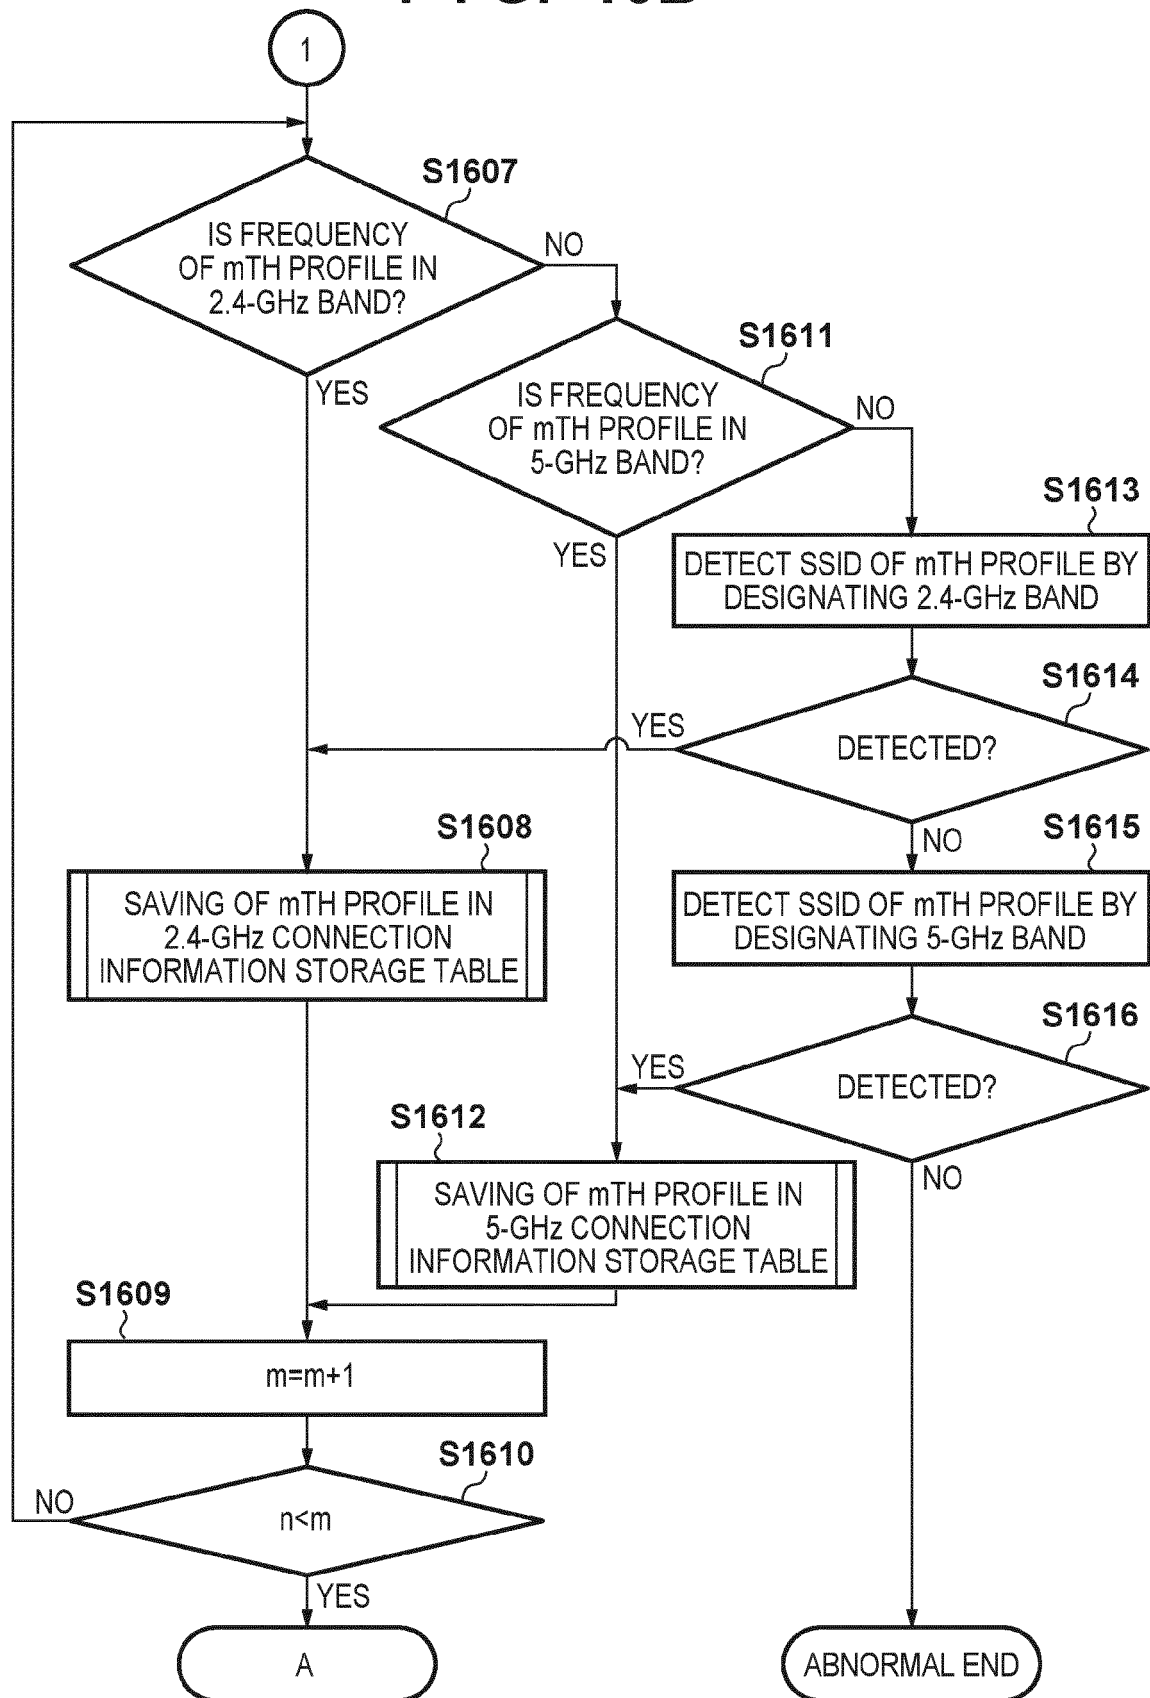 1
S1607
IS FREQUENCY
OF mTH PROFILE IN
2.4-GHz BAND?
NO
YES
S1611
IS FREQUENCY
OF mTH PROFILE IN
5-GHz BAND?
NO
YES
S1613
DETECT SSID OF mTH PROFILE BY
DESIGNATING 2.4-GHz BAND
S1614
DETECTED?
YES
NO
S1608
SAVING OF mTH PROFILE IN
2.4-GHz CONNECTION
INFORMATION STORAGE TABLE
S1615
DETECT SSID OF mTH PROFILE BY
DESIGNATING 5-GHz BAND
S1616
DETECTED?
YES
NO
S1612
SAVING OF mTH PROFILE IN
5-GHz CONNECTION
INFORMATION STORAGE TABLE
S1609
m=m+1
S1610
n<m
NO
YES
A
ABNORMAL END